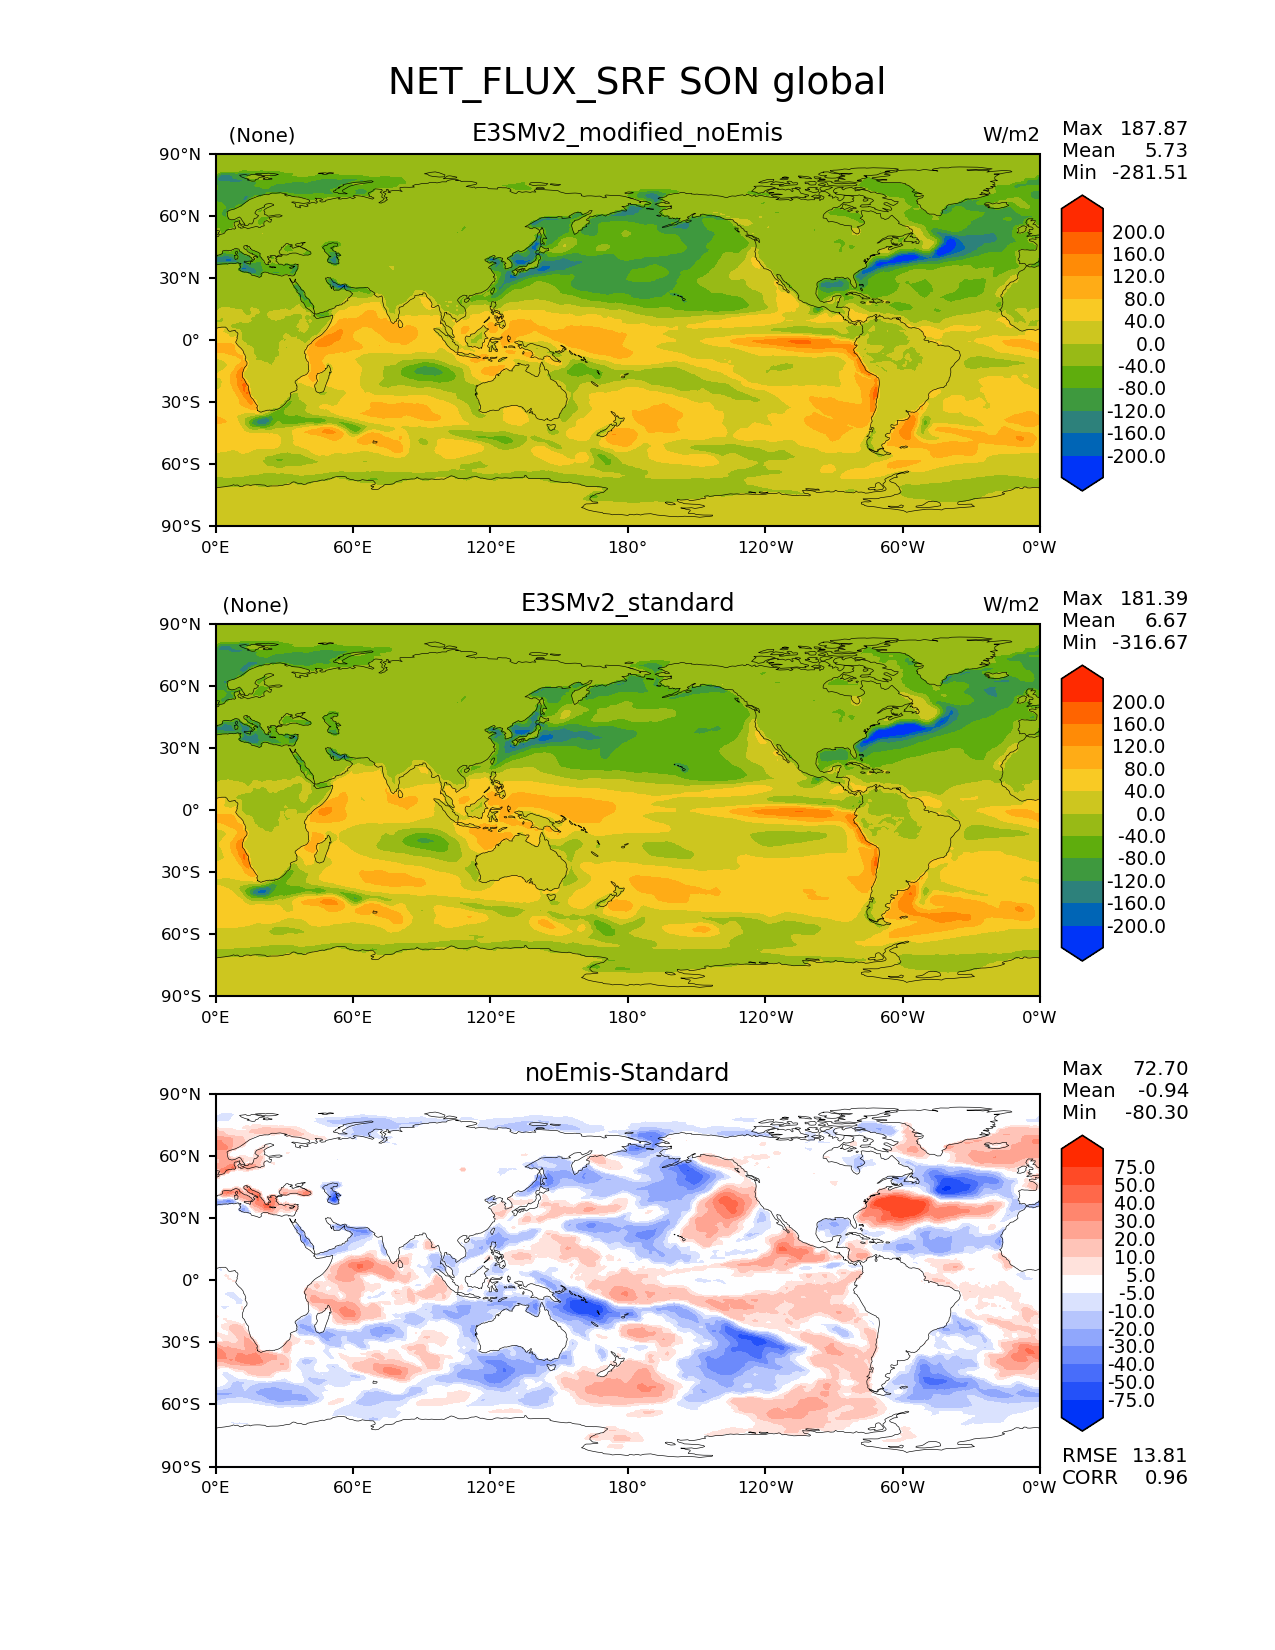 NET_FLUX_SRF SON global
(None) E3SMv2_modified_noEmis W/m2
Max 187.87
Mean 5.73
Min -281.51
90°N
60°N
30°N
0°
30°S
60°S
90°S
0°E 60°E 120°E 180° 120°W 60°W 0°W
200.0
160.0
120.0
80.0
40.0
0.0
-40.0
-80.0
-120.0
-160.0
-200.0
(None) E3SMv2_standard W/m2
Max 181.39
Mean 6.67
Min -316.67
90°N
60°N
30°N
0°
30°S
60°S
90°S
0°E 60°E 120°E 180° 120°W 60°W 0°W
200.0
160.0
120.0
80.0
40.0
0.0
-40.0
-80.0
-120.0
-160.0
-200.0
noEmis-Standard
Max 72.70
Mean -0.94
Min -80.30
90°N
60°N
30°N
0°
30°S
60°S
90°S
0°E 60°E 120°E 180° 120°W 60°W 0°W
75.0
50.0
40.0
30.0
20.0
10.0
5.0
-5.0
-10.0
-20.0
-30.0
-40.0
-50.0
-75.0
RMSE 13.81
CORR 0.96